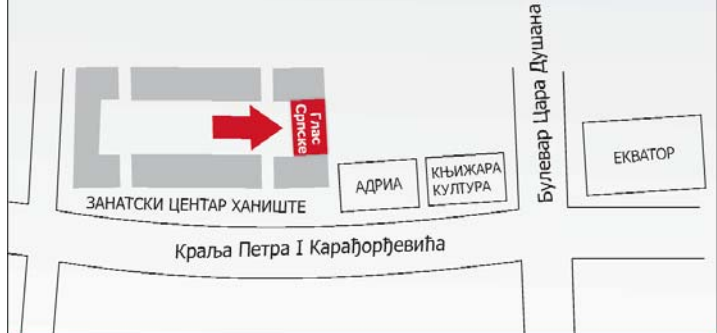 Глас
Српске
Булевар Цара Душана
ЕКВАТОР
АДРИА
КЊИЖАРА
КУЛТУРА
ЗАНАТСКИ ЦЕНТАР ХАНИШТЕ
Краља Петра I Карађорђевића